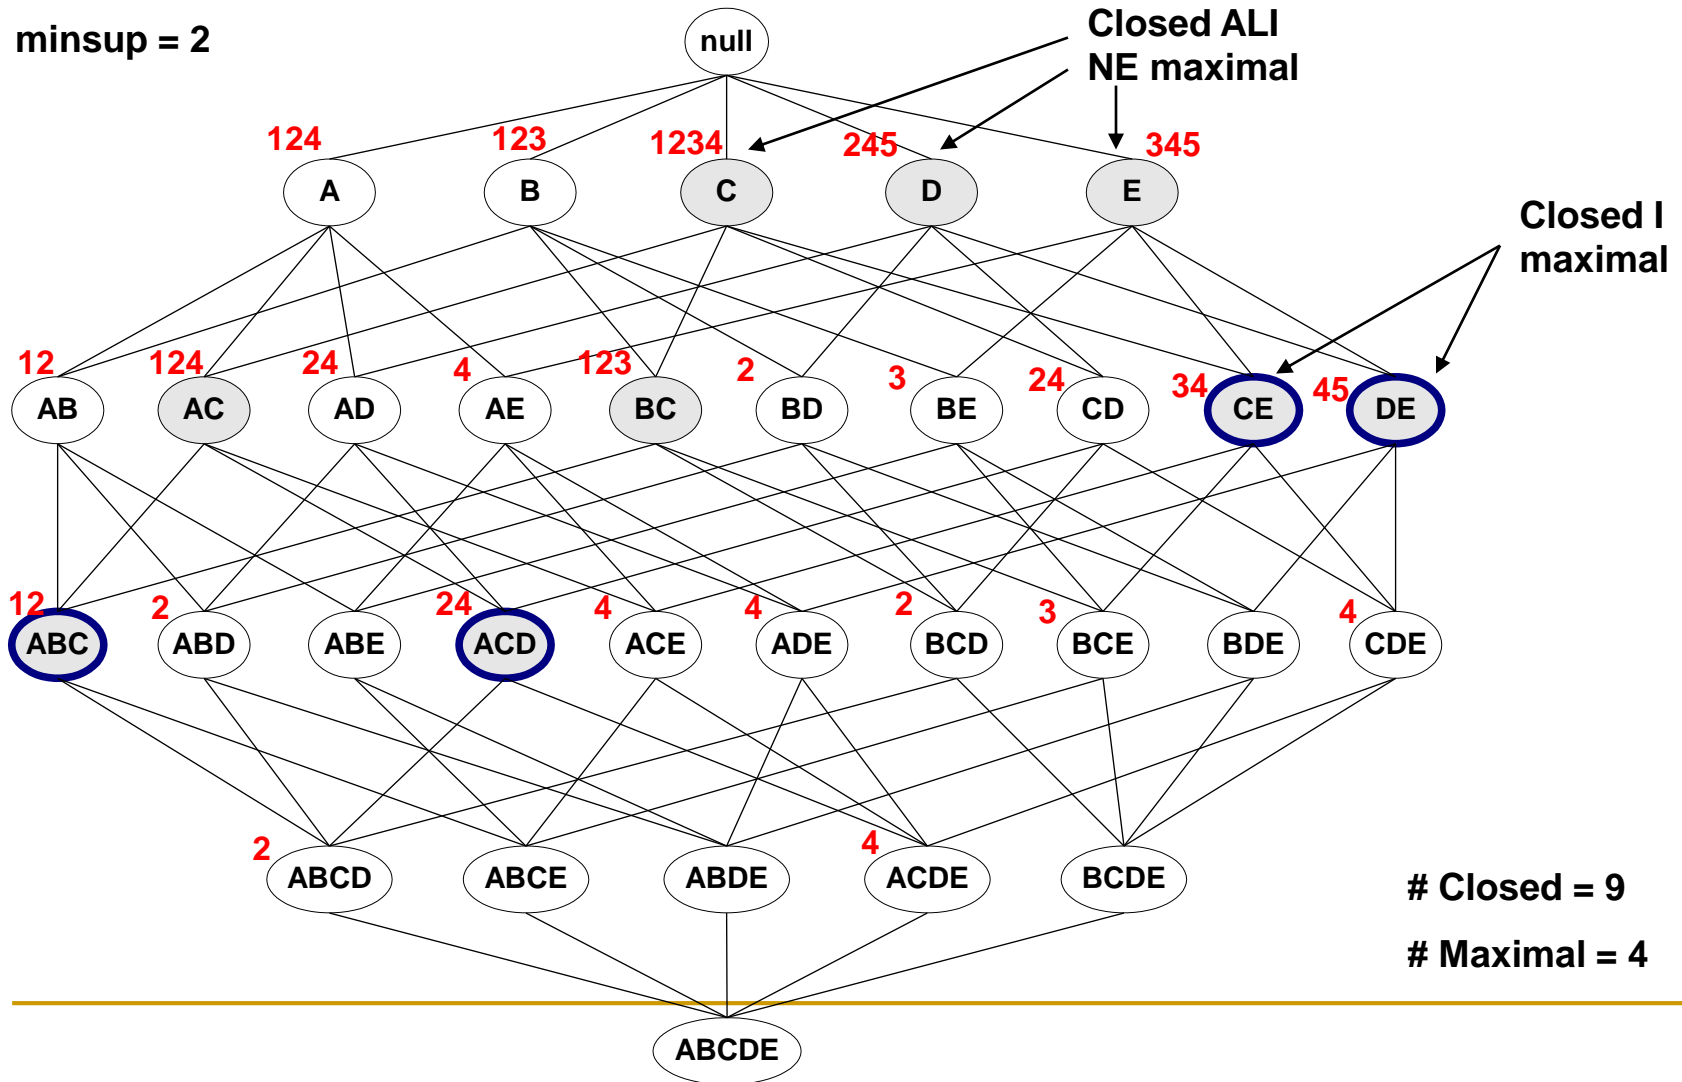 minsup = 2
null
Closed ALI
NE maximal
124
123
1234
245
345
A
B
C
D
E
Closed I
maximal
12
124
24
4
123
2
3
24
34
45
AB
AC
AD
AE
BC
BD
BE
CD
CE
DE
12
2
24
4
4
2
3
4
ABC
ABD
ABE
ACD
ACE
ADE
BCD
BCE
BDE
CDE
2
4
ABCD
ABCE
ABDE
ACDE
BCDE
# Closed = 9
# Maximal = 4
ABCDE